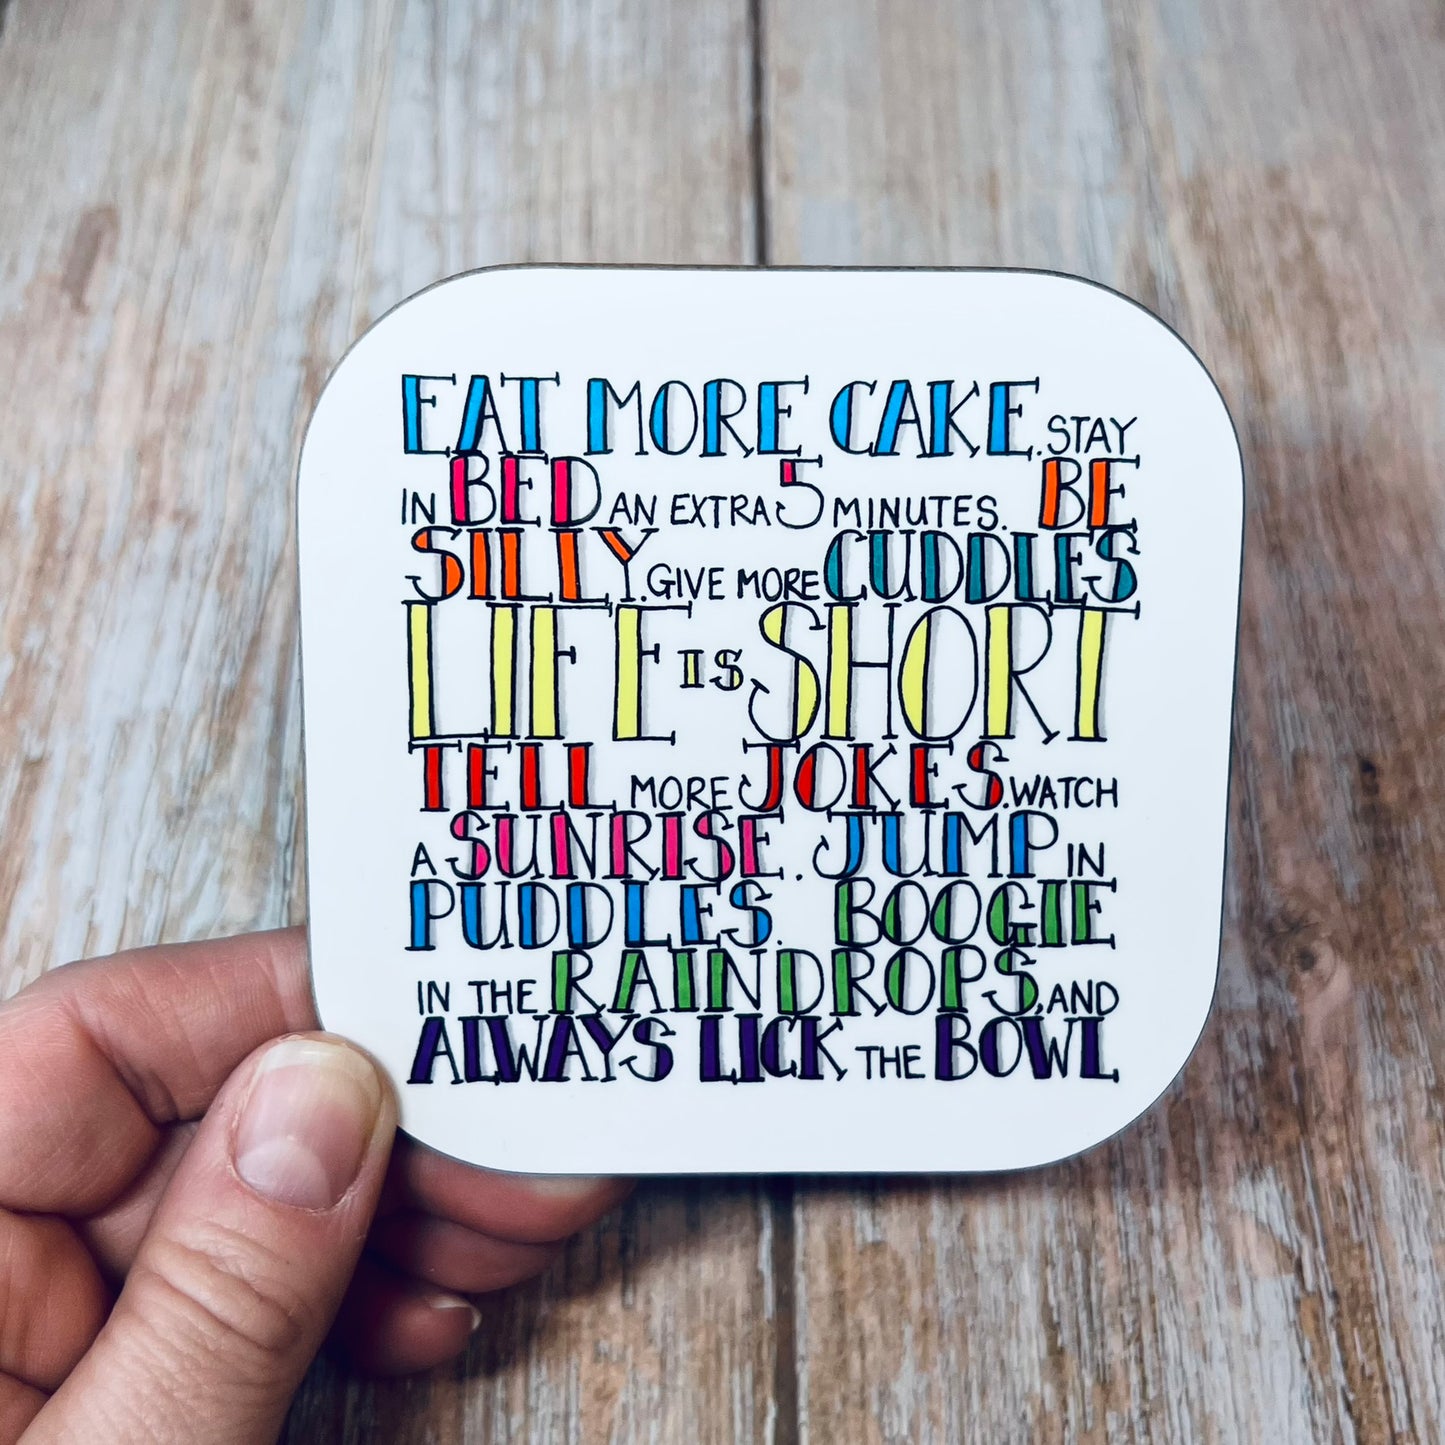 EAT MORE CAKE. STAY
IN BED AN EXTRA 5 MINUTES. BE
SILLY. GIVE MORE CUDDLES
LIFE IS SHORT
TELL MORE JOKES. WATCH
A SUNRISE. JUMP IN
PUDDLES. BOOGIE
IN THE RAINDROPS, AND
ALWAYS LICK THE BOWL